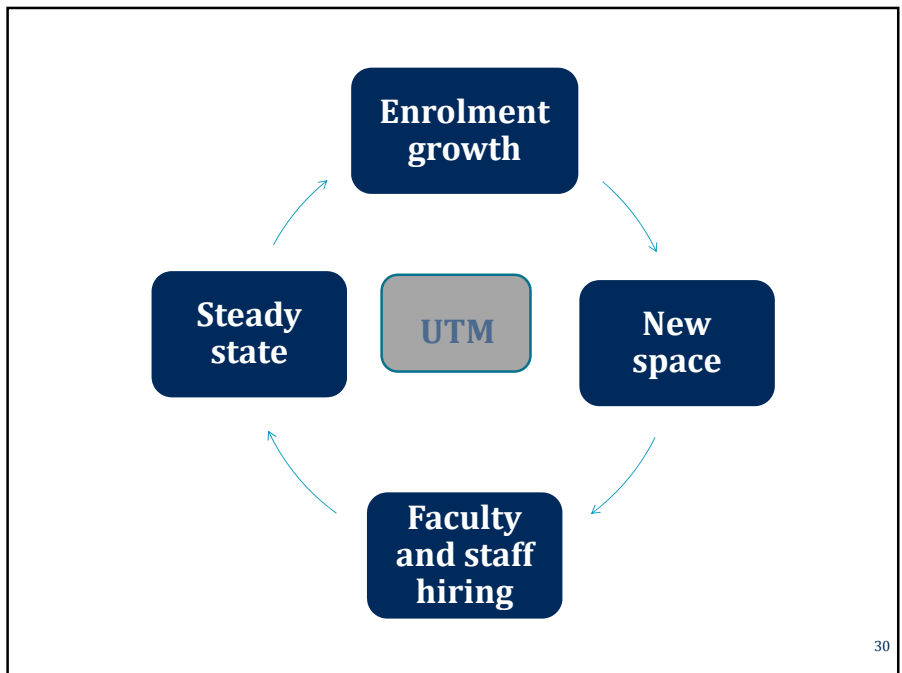 Enrolment
growth
Steady
state
UTM
New
space
Faculty
and staff
hiring
30